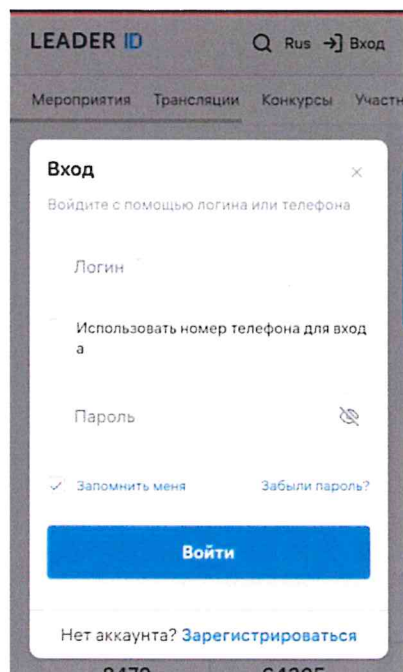 LEADER ID Rus Вход
Мероприятия Трансляции Конкурсы
Вход
Войдите с помощью логина или телефона
Логин
Использовать номер телефона для вход
а
Пароль
Запомнить меня Забыли пароль?
Войти
Нет аккаунта? Зарегистрироваться